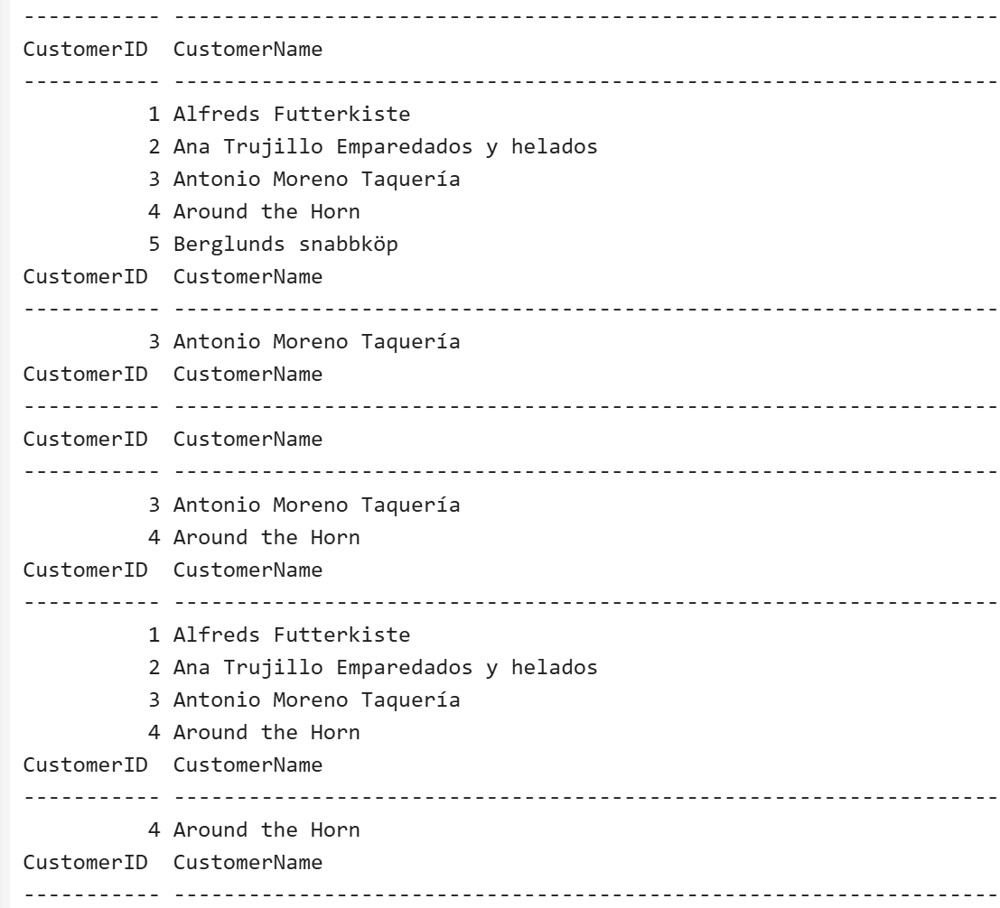 ----------- ------------------------------------------------------------------
CustomerID  CustomerName
----------- ------------------------------------------------------------------
          1 Alfreds Futterkiste
          2 Ana Trujillo Emparedados y helados
          3 Antonio Moreno Taquería
          4 Around the Horn
          5 Berglunds snabbköp
CustomerID  CustomerName
----------- ------------------------------------------------------------------
          3 Antonio Moreno Taquería
CustomerID  CustomerName
----------- ------------------------------------------------------------------
CustomerID  CustomerName
----------- ------------------------------------------------------------------
          3 Antonio Moreno Taquería
          4 Around the Horn
CustomerID  CustomerName
----------- ------------------------------------------------------------------
          1 Alfreds Futterkiste
          2 Ana Trujillo Emparedados y helados
          3 Antonio Moreno Taquería
          4 Around the Horn
CustomerID  CustomerName
----------- ------------------------------------------------------------------
          4 Around the Horn
CustomerID  CustomerName
----------- ------------------------------------------------------------------